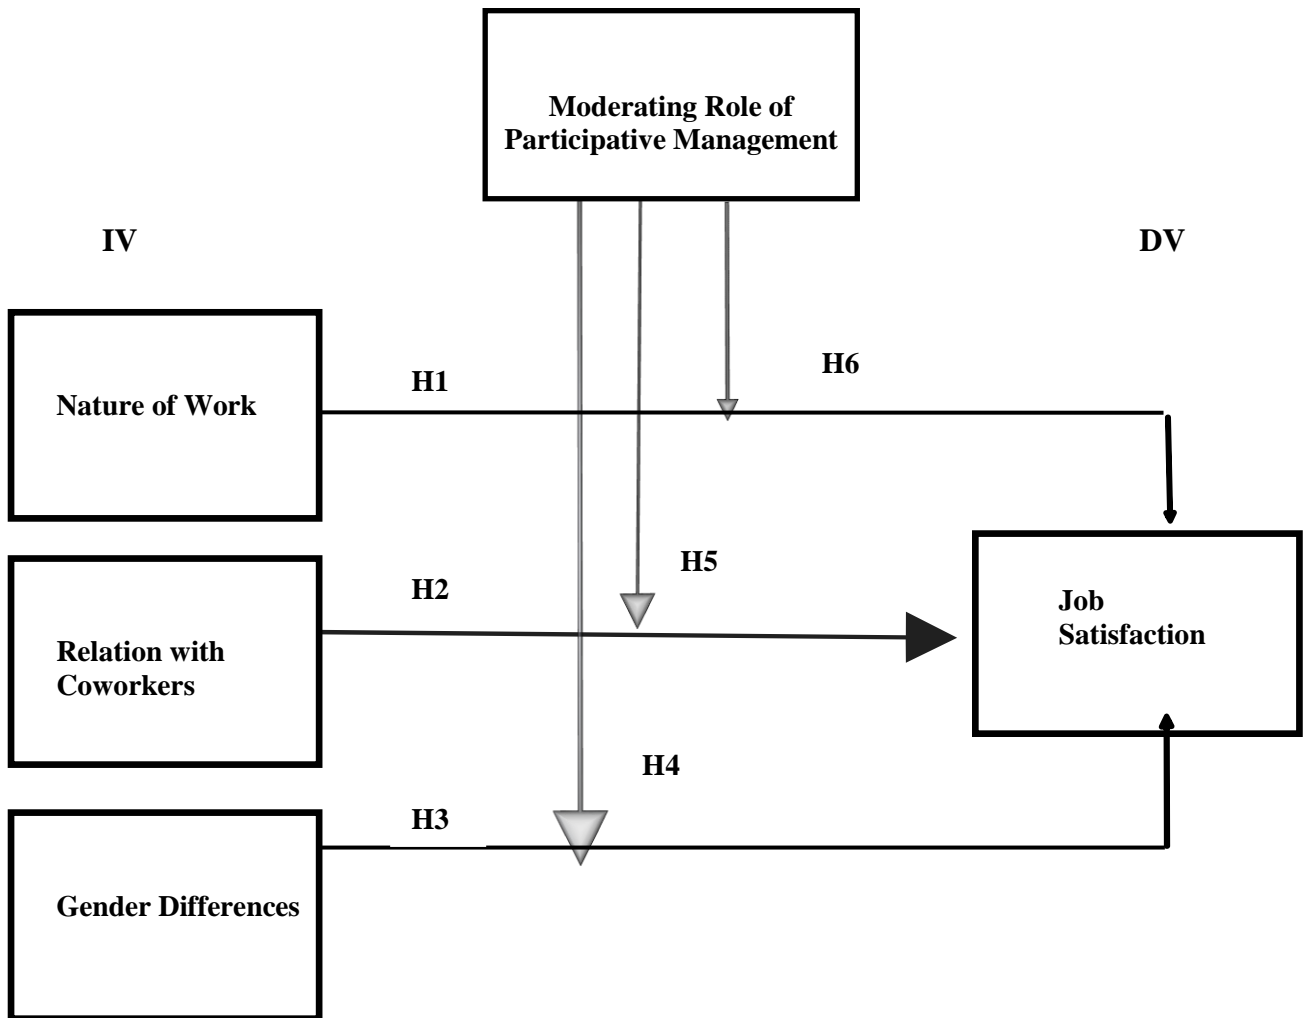 Moderating Role of
Participative Management
IV
DV
H1
H6
Nature of Work
H5
H2
Job
Satisfaction
Relation with
Coworkers
H4
H3
Gender Differences